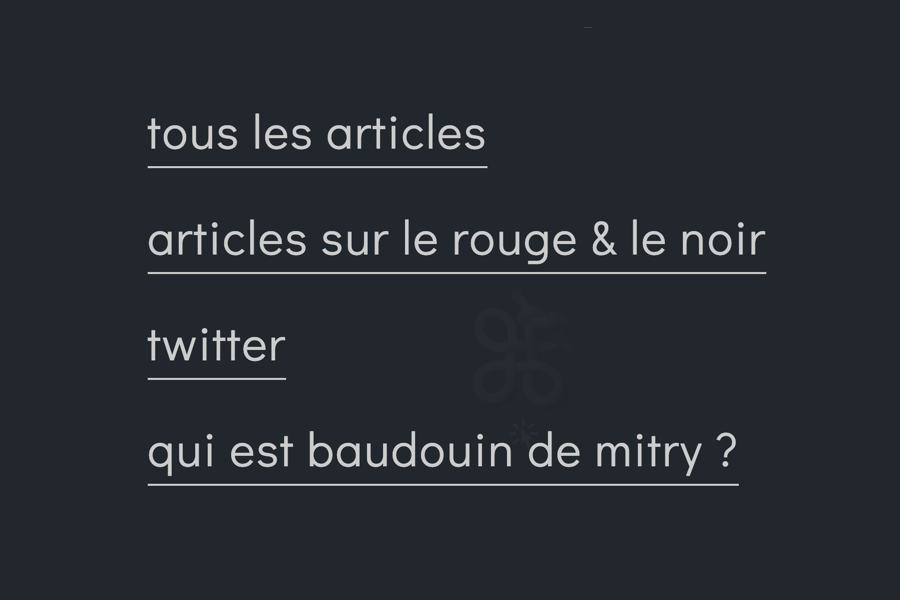 tous les articles
articles sur le rouge & le noir
twitter
qui est baudouin de mitry ?